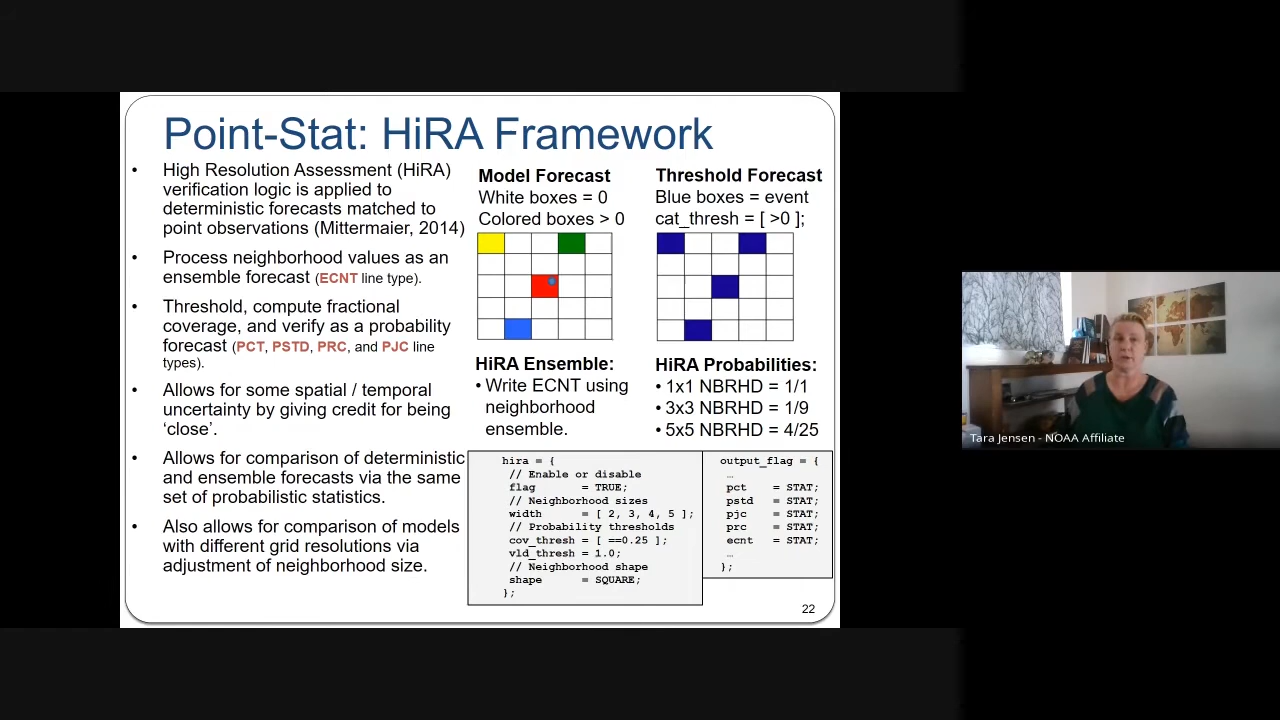 Point-Stat: HiRA Framework
• High Resolution Assessment (HiRA)
verification logic is applied to
deterministic forecasts matched to
point observations (Mittermaier, 2014)
• Process neighborhood values as an
ensemble forecast (ECNT line type).
• Threshold, compute fractional
coverage, and verify as a probability
forecast (PCT, PSTD, PRC, and PJC line
types).
• Allows for some spatial / temporal
uncertainty by giving credit for being
‘close’.
• Allows for comparison of deterministic
and ensemble forecasts via the same
set of probabilistic statistics.
• Also allows for comparison of models
with different grid resolutions via
adjustment of neighborhood size.
Model Forecast
White boxes = 0
Colored boxes > 0
HiRA Ensemble:
• Write ECNT using
neighborhood
ensemble.
Threshold Forecast
Blue boxes = event
cat_thresh = [ >0 ];
HiRA Probabilities:
• 1x1 NBRHD = 1/1
• 3x3 NBRHD = 1/9
• 5x5 NBRHD = 4/25
hira = {
// Enable or disable
flag = TRUE;
// Neighborhood sizes
width = [ 2, 3, 4, 5 ];
// Probability thresholds
cov_thresh = [ ==0.25 ];
vld_thresh = 1.0;
// Neighborhood shape
shape = SQUARE;
};
output_flag = {
…
pct = STAT;
pstd = STAT;
pjc = STAT;
prc = STAT;
ecnt = STAT;
…
};
22
Tara Jensen - NOAA Affiliate